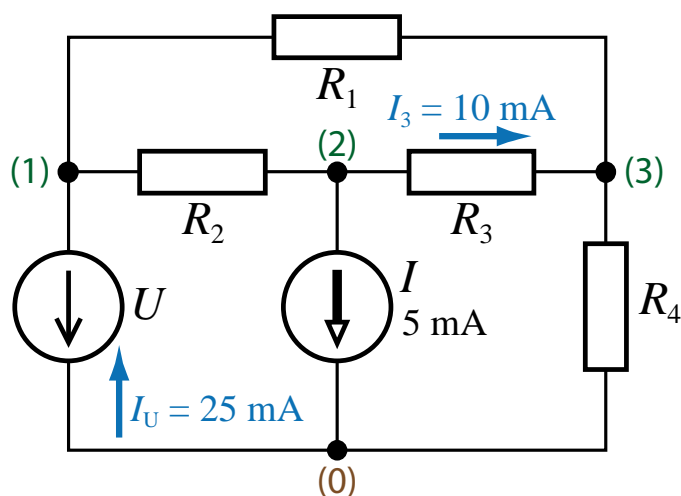 R1
I3 = 10 mA
(1)
(2)
(3)
R2
R3
U
I
5 mA
R4
IU = 25 mA
(0)